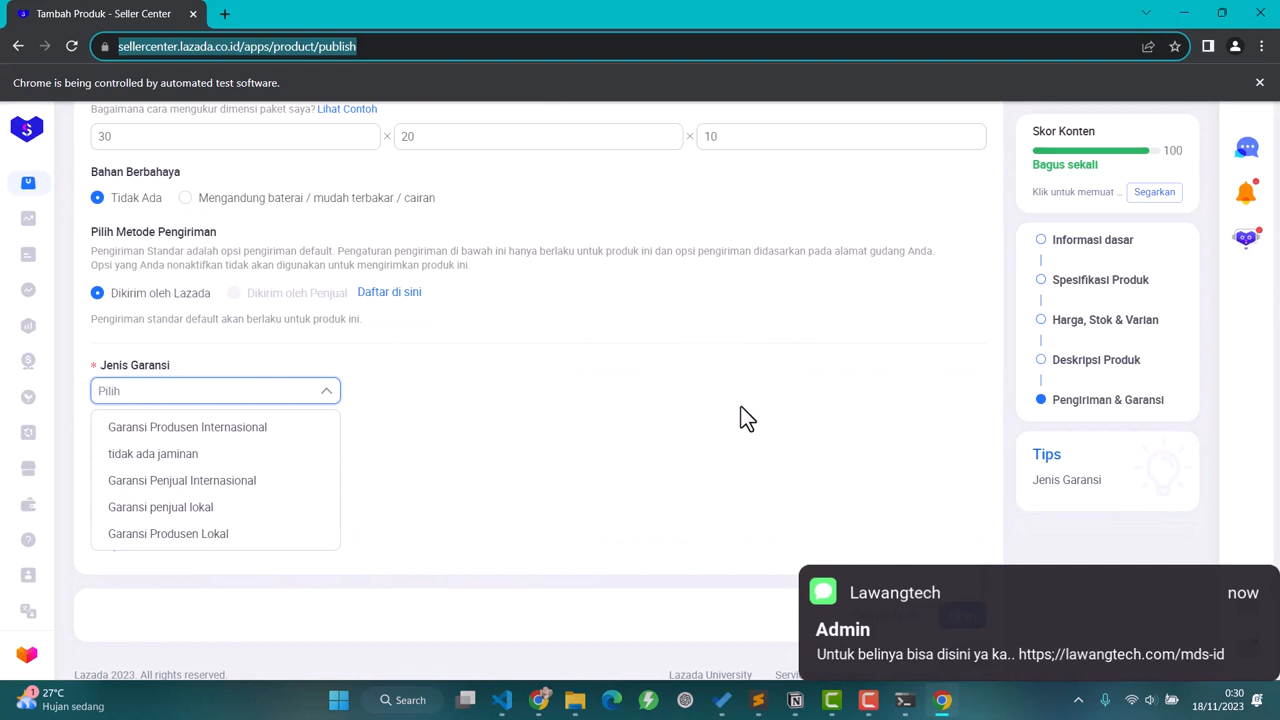 Tambah Produk - Seller Center
sellercenter.lazada.co.id/apps/product/publish
Chrome is being controlled by automated test software.
Bagaimana cara mengukur dimensi paket saya? Lihat Contoh
30 × 20 × 10
Bahan Berbahaya
Tidak Ada
Mengandung baterai / mudah terbakar / cairan
Pilih Metode Pengiriman
Pengiriman Standar adalah opsi pengiriman default. Pengaturan pengiriman di bawah ini hanya berlaku untuk produk ini dan opsi pengiriman didasarkan pada alamat gudang Anda.
Opsi yang Anda nonaktifkan tidak akan digunakan untuk mengirimkan produk ini.
Dikirim oleh Lazada
Dikirim oleh Penjual
Daftar di sini
Pengiriman standar default akan berlaku untuk produk ini.
* Jenis Garansi
Pilih
Garansi Produsen Internasional
tidak ada jaminan
Garansi Penjual Internasional
Garansi penjual lokal
Garansi Produsen Lokal
Skor Konten
100
Bagus sekali
Klik untuk memuat ...
Segarkan
Informasi dasar
Spesifikasi Produk
Harga, Stok & Varian
Deskripsi Produk
Pengiriman & Garansi
Tips
Jenis Garansi
Lazada 2023. All rights reserved.
Lazada University
Lawangtech
now
Admin
Untuk belinya bisa disini ya ka.. https;//lawangtech.com/mds-id
1
27°C
Hujan sedang
Search
0:30
18/11/2023